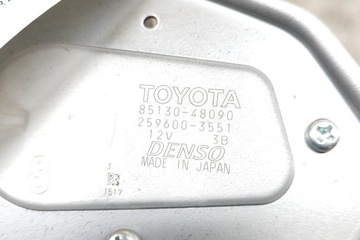 TOYOTA
85130-48090
259600-3551
12V 3B
DENSO
MADE IN JAPAN